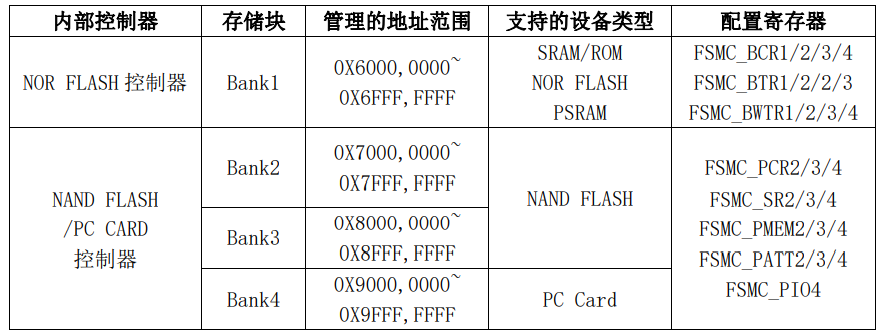 内部控制器 存储块 管理的地址范围 支持的设备类型 配置寄存器
NOR FLASH 控制器 Bank1 0X6000,0000~ 0X6FFF,FFFF SRAM/ROM NOR FLASH PSRAM FSMC_BCR1/2/3/4 FSMC_BTR1/2/2/3 FSMC_BWTR1/2/3/4
NAND FLASH
/PC CARD
控制器
Bank2
0X7000,0000~
0X7FFF,FFFF
Bank3
0X8000,0000~
0X8FFF,FFFF
NAND FLASH
Bank4
0X9000,0000~
0X9FFF,FFFF
PC Card
FSMC_PCR2/3/4
FSMC_SR2/3/4
FSMC_PMEM2/3/4
FSMC_PATT2/3/4
FSMC_PIO4